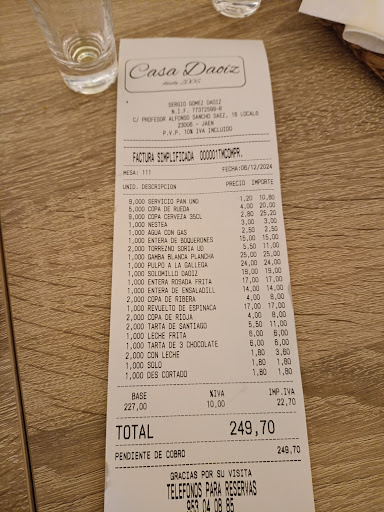 Casa Daoiz
desde 2005
SERGIO GOMEZ DAOIZ
N.I.F. 77372599-R
C/ PROFESOR ALFONSO SANCHO SAEZ, 18 LOCAL6
23006 - JAEN
P.V.P. 10% IVA INCLUIDO
FACTURA SIMPLIFICADA 000001TWCOMPR.
MESA: 111 FECHA:08/12/2024
UNID. DESCRIPCION PRECIO IMPORTE
9,000 SERVICIO PAN UNO 1,20 10,80
5,000 COPA DE RUEDA 4,00 20,00
9,000 COPA CERVEZA 35CL 2,80 25,20
1,000 NESTEA 3,00 3,00
1,000 AGUA CON GAS 2,50 2,50
1,000 ENTERA DE BOQUERONES 15,00 15,00
2,000 TORREZNO SORIA UD 5,50 11,00
1,000 GAMBA BLANCA PLANCHA 25,00 25,00
1,000 PULPO A LA GALLEGA 24,00 24,00
1,000 SOLOMILLO DAOIZ 19,00 19,00
1,000 ENTERA ROSADA FRITA 17,00 17,00
1,000 ENTERA DE ENSALADILL 14,00 14,00
2,000 COPA DE RIBERA 4,00 8,00
1,000 REVUELTO DE ESPINACA 17,00 17,00
2,000 COPA DE RIOJA 4,00 8,00
2,000 TARTA DE SANTIAGO 5,50 11,00
1,000 LECHE FRITA 6,00 6,00
1,000 TARTA DE 3 CHOCOLATE 6,00 6,00
2,000 CON LECHE 1,80 3,60
1,000 SOLO 1,80 1,80
1,000 DES CORTADO 1,80 1,80
BASE %IVA IMP.IVA
227,00 10,00 22,70
TOTAL 249,70
PENDIENTE DE COBRO 249,70
GRACIAS POR SU VISITA
TELEFONOS PARA RESERVAS
953 04 08 85